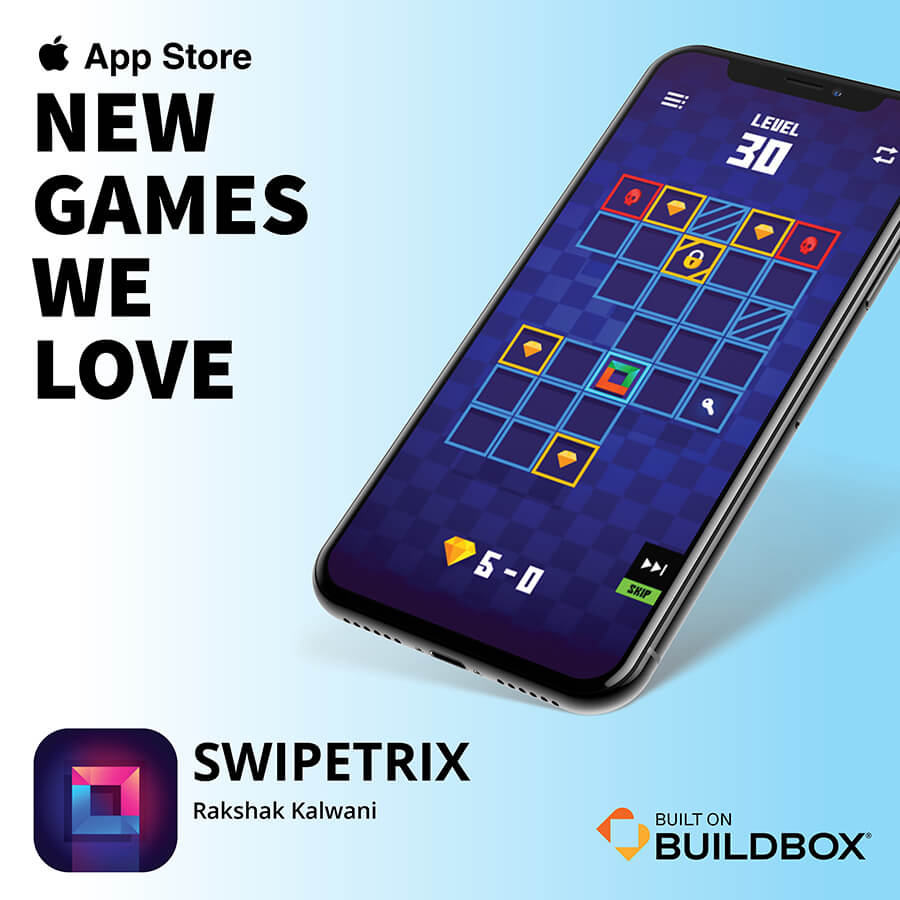 App Store
NEW
GAMES
WE
LOVE
LEVEL
30
5-0
SKIP
SWIPETRIX
Rakshak Kalwani
BUILT ON
BUILDBOX®